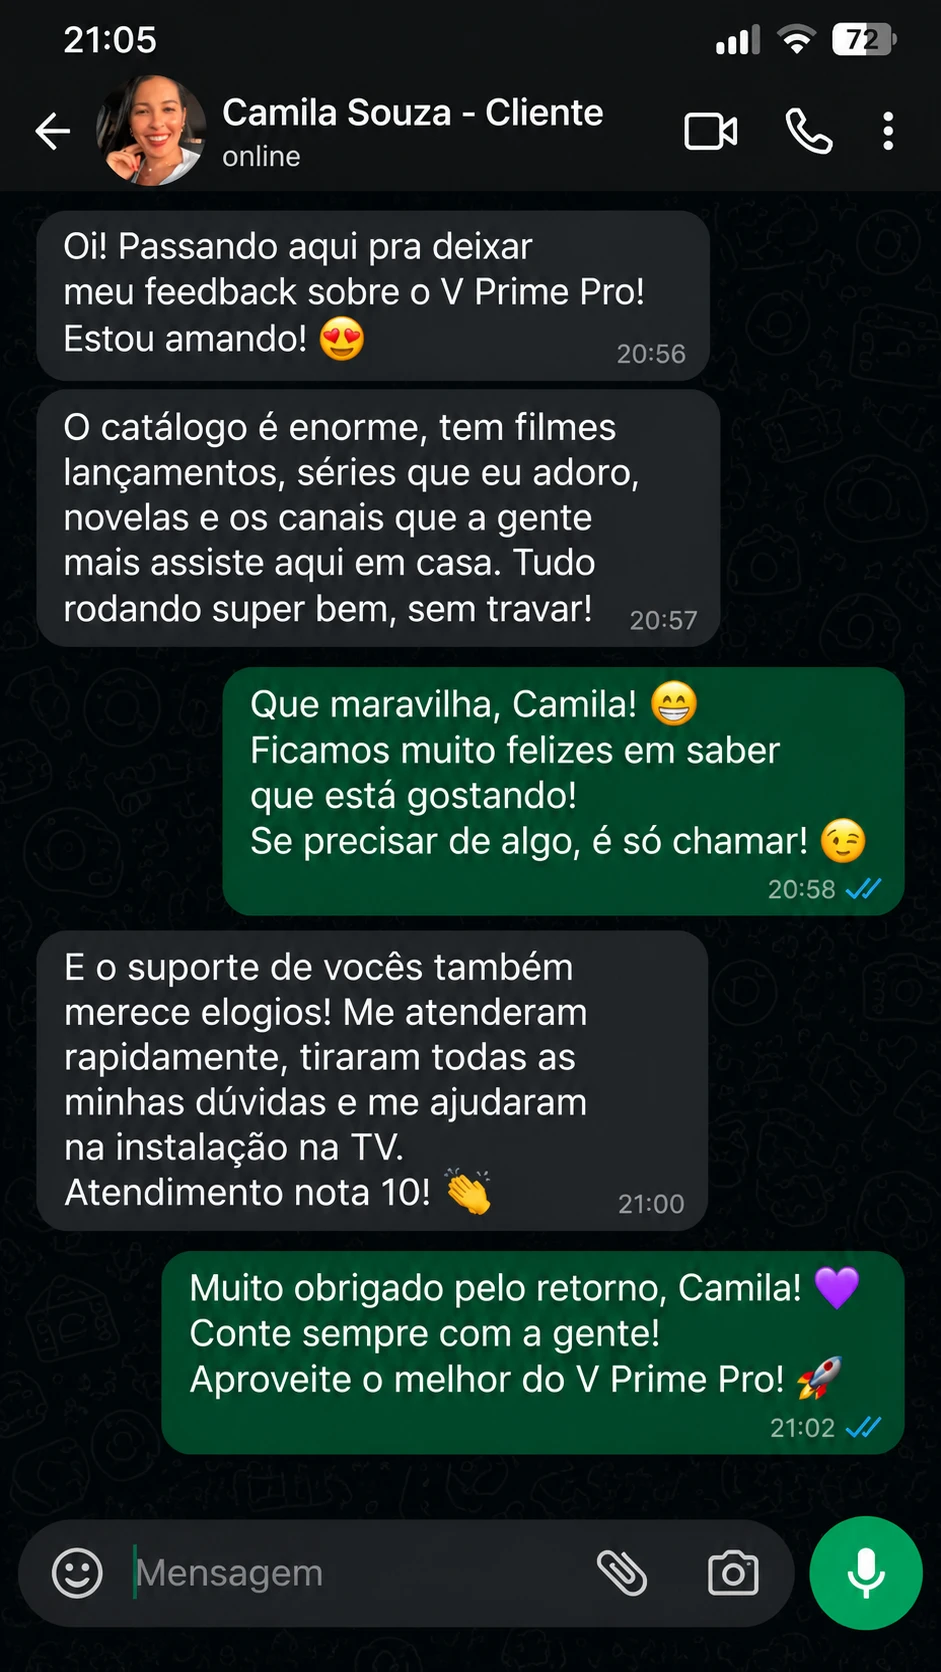 21:05
72
Camila Souza - Cliente
online
Oi! Passando aqui pra deixar
meu feedback sobre o V Prime Pro!
Estou amando! 😍
20:56
O catálogo é enorme, tem filmes
lançamentos, séries que eu adoro,
novelas e os canais que a gente
mais assiste aqui em casa. Tudo
rodando super bem, sem travar!
20:57
Que maravilha, Camila! 😁
Ficamos muito felizes em saber
que está gostando!
Se precisar de algo, é só chamar! 😉
20:58
E o suporte de vocês também
merece elogios! Me atenderam
rapidamente, tiraram todas as
minhas dúvidas e me ajudaram
na instalação na TV.
Atendimento nota 10! 👏
21:00
Muito obrigado pelo retorno, Camila! 💜
Conte sempre com a gente!
Aproveite o melhor do V Prime Pro! 🚀
21:02
Mensagem